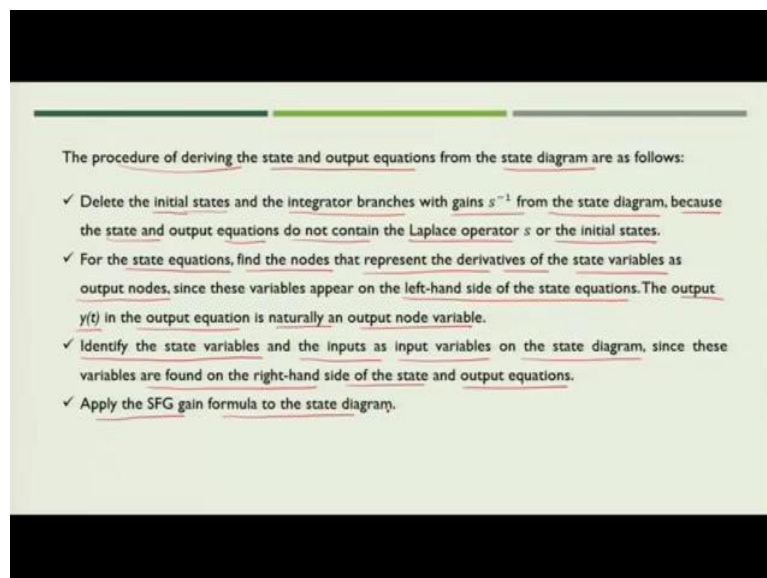 The procedure of deriving the state and output equations from the state diagram are as follows:
✓ Delete the initial states and the integrator branches with gains s⁻¹ from the state diagram, because
the state and output equations do not contain the Laplace operator s or the initial states.
✓ For the state equations, find the nodes that represent the derivatives of the state variables as
output nodes, since these variables appear on the left-hand side of the state equations. The output
y(t) in the output equation is naturally an output node variable.
✓ Identify the state variables and the inputs as input variables on the state diagram, since these
variables are found on the right-hand side of the state and output equations.
✓ Apply the SFG gain formula to the state diagram.